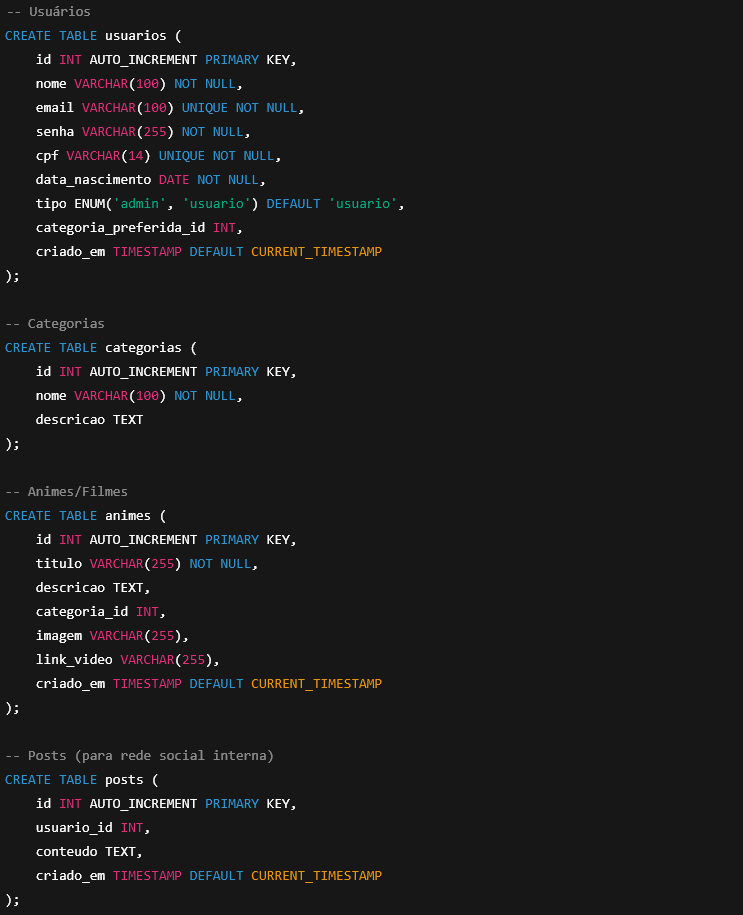 -- Usuários
CREATE TABLE usuarios (
    id INT AUTO_INCREMENT PRIMARY KEY,
    nome VARCHAR(100) NOT NULL,
    email VARCHAR(100) UNIQUE NOT NULL,
    senha VARCHAR(255) NOT NULL,
    cpf VARCHAR(14) UNIQUE NOT NULL,
    data_nascimento DATE NOT NULL,
    tipo ENUM('admin', 'usuario') DEFAULT 'usuario',
    categoria_preferida_id INT,
    criado_em TIMESTAMP DEFAULT CURRENT_TIMESTAMP
);

-- Categorias
CREATE TABLE categorias (
    id INT AUTO_INCREMENT PRIMARY KEY,
    nome VARCHAR(100) NOT NULL,
    descricao TEXT
);

-- Animes/Filmes
CREATE TABLE animes (
    id INT AUTO_INCREMENT PRIMARY KEY,
    titulo VARCHAR(255) NOT NULL,
    descricao TEXT,
    categoria_id INT,
    imagem VARCHAR(255),
    link_video VARCHAR(255),
    criado_em TIMESTAMP DEFAULT CURRENT_TIMESTAMP
);

-- Posts (para rede social interna)
CREATE TABLE posts (
    id INT AUTO_INCREMENT PRIMARY KEY,
    usuario_id INT,
    conteudo TEXT,
    criado_em TIMESTAMP DEFAULT CURRENT_TIMESTAMP
);